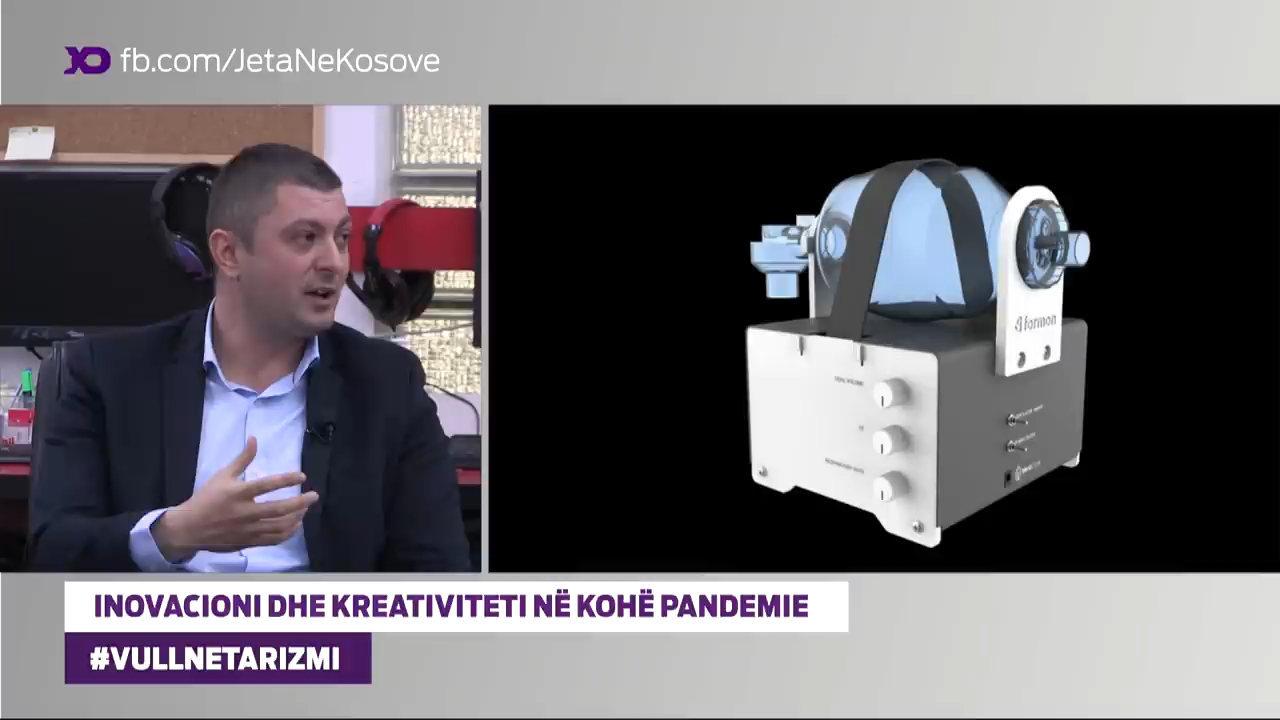 fb.com/JetaNeKosove
formon
INOVACIONI DHE KREATIVITETI NË KOHË PANDEMIE
#VULLNETARIZMI